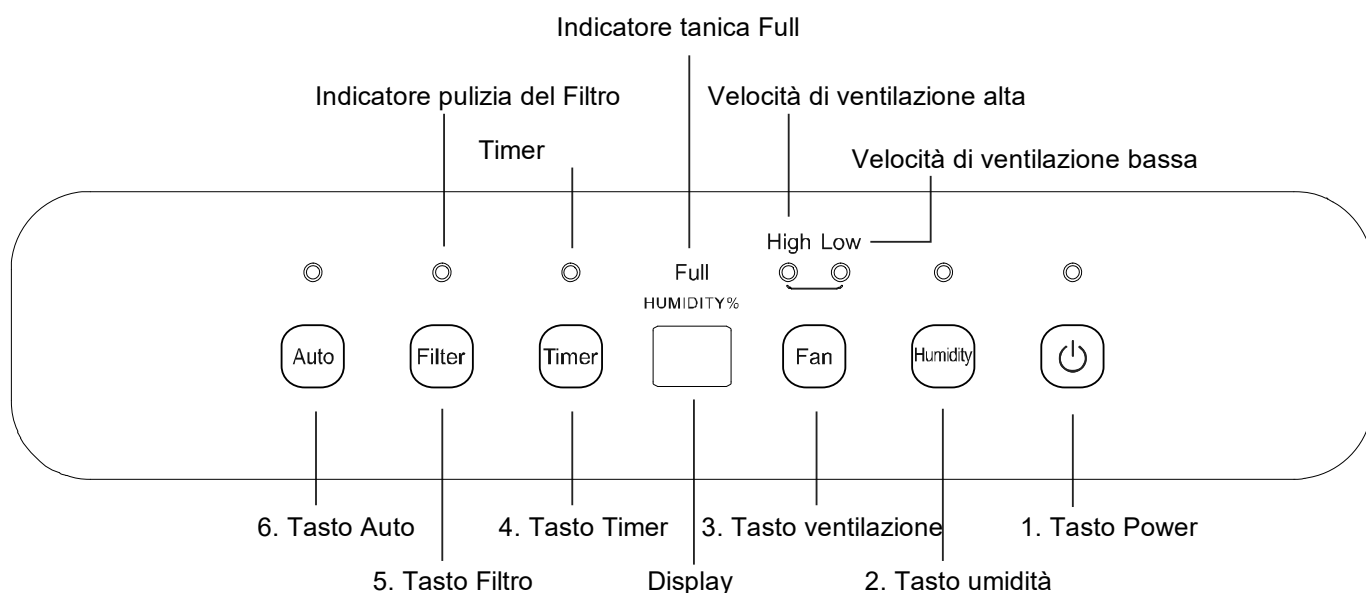 Indicatore tanica Full
Indicatore pulizia del Filtro
Velocità di ventilazione alta
Timer
Velocità di ventilazione bassa
High Low
Full
HUMIDITY%
Auto
Filter
Timer
Fan
Humidity
6. Tasto Auto
4. Tasto Timer
3. Tasto ventilazione
1. Tasto Power
5. Tasto Filtro
Display
2. Tasto umidità